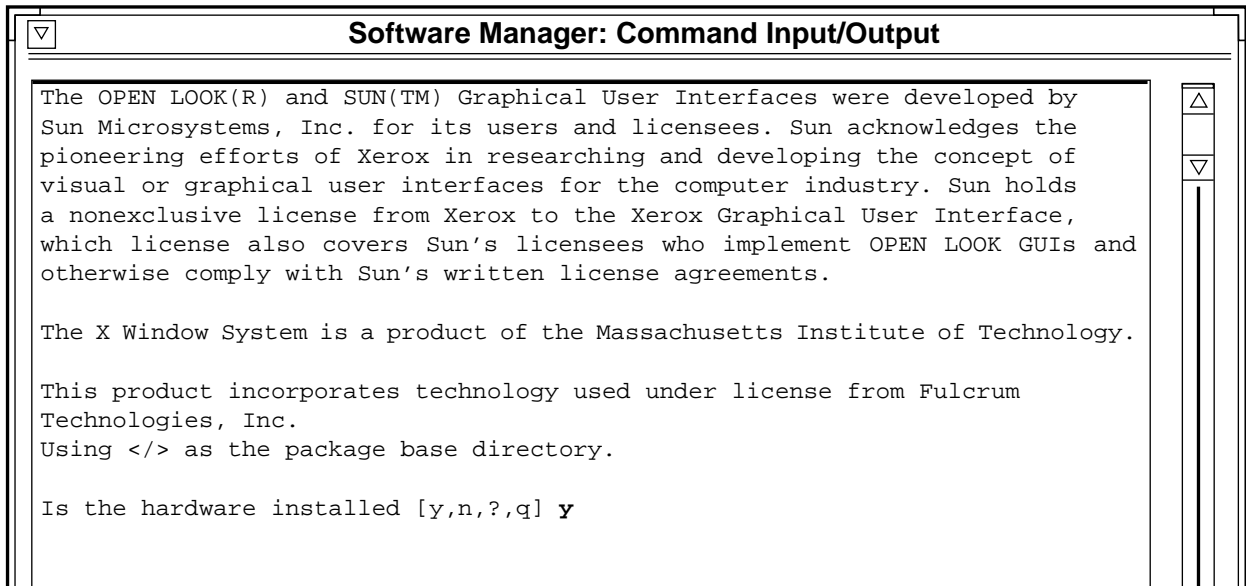 Software Manager: Command Input/Output
The OPEN LOOK(R) and SUN(TM) Graphical User Interfaces were developed by
Sun Microsystems, Inc. for its users and licensees. Sun acknowledges the
pioneering efforts of Xerox in researching and developing the concept of
visual or graphical user interfaces for the computer industry. Sun holds
a nonexclusive license from Xerox to the Xerox Graphical User Interface,
which license also covers Sun's licensees who implement OPEN LOOK GUIs and
otherwise comply with Sun's written license agreements.
The X Window System is a product of the Massachusetts Institute of Technology.
This product incorporates technology used under license from Fulcrum
Technologies, Inc.
Using </> as the package base directory.
Is the hardware installed [y,n,?,q] y